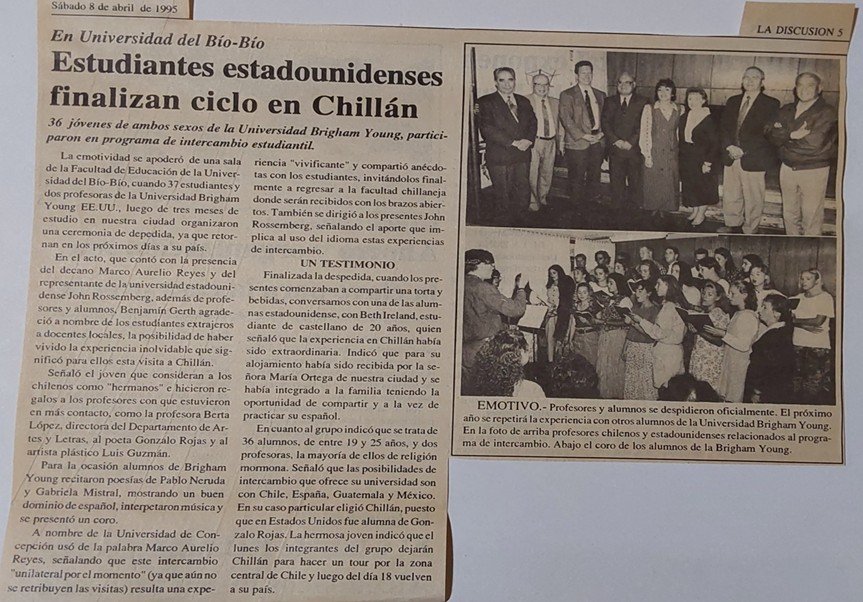 Sábado 8 de abril de 1995
LA DISCUSION 5
En Universidad del Bío-Bío
Estudiantes estadounidenses
finalizan ciclo en Chillán
36 jóvenes de ambos sexos de la Universidad Brigham Young, partici-
paron en programa de intercambio estudiantil.
La emotividad se apoderó de una sala
de la Facultad de Educación de la Univer-
sidad del Bío-Bío, cuando 37 estudiantes y
dos profesoras de la Universidad Brigham
Young EE:UU., luego de tres meses de
estudio en nuestra ciudad organizaron
una ceremonia de depedida, ya que retor-
nan en los próximos días a su país.
En el acto, que contó con la presencia
del decano Marco Aurelio Reyes y del
representante de la universidad estadouni-
dense John Rossemberg, además de profe-
sores y alumnos, Benjamín Gerth agrade-
ció a nombre de los estudiantes extrajeros
a docentes locales, la posibilidad de haber
vivido la experiencia inolvidable que sig-
nificó para ellos esta visita a Chillán.
Señaló el joven que consideran a los
chilenos como "hermanos" e hicieron re-
galos a los profesores con que estuvieron
en más contacto, como la profesora Berta
López, directora del Departamento de Ar-
tes y Letras, al poeta Gonzalo Rojas y al
artista plástico Luis Guzmán.
Para la ocasión alumnos de Brigham
Young recitaron poesías de Pablo Neruda
y Gabriela Mistral, mostrando un buen
dominio de español, interpetaron música y
se presentó un coro.
A nombre de la Universidad de Con-
cepción usó de la palabra Marco Aurelio
Reyes, señalando que este intercambio
"unilateral por el momento" (ya que aún no
se retribuyen las visitas) resulta una expe-
riencia "vivificante" y compartió anécdo-
tas con los estudiantes, invitándolos final-
mente a regresar a la facultad chillaneja
donde serán recibidos con los brazos abier-
tos. También se dirigió a los presentes John
Rossemberg, señalando el aporte que im-
plica al uso del idioma estas experiencias
de intercambio.
UN TESTIMONIO
Finalizada la despedida, cuando los pre-
sentes comenzaban a compartir una torta y
bebidas, conversamos con una de las alum-
nas estadounidense, con Beth Ireland, estu-
diante de castellano de 20 años, quien
señaló que la experiencia en Chillán había
sido extraordinaria. Indicó que para su
alojamiento había sido recibida por la se-
ñora María Ortega de nuestra ciudad y se
había integrado a la familia teniendo la
oportunidad de compartir y a la vez de
practicar su español.
En cuanto al grupo indicó que se trata de
36 alumnos, de entre 19 y 25 años, y dos
profesoras, la mayoría de ellos de religión
mormona. Señaló que las posibilidades de
intercambio que ofrece su universidad son
con Chile, España, Guatemala y México.
En su caso particular eligió Chillán, puesto
que en Estados Unidos fue alumna de Gon-
zalo Rojas. La hermosa joven indicó que el
lunes los integrantes del grupo dejarán
Chillán para hacer un tour por la zona
central de Chile y luego del día 18 vuelven
a su país.
EMOTIVO.- Profesores y alumnos se despidieron oficialmente. El próximo
año se repetirá la experiencia con otros alumnos de la Universidad Brigham Young.
En la foto de arriba profesores chilenos y estadounidenses relacionados al progra-
ma de intercambio. Abajo el coro de los alumnos de la Brigham Young.